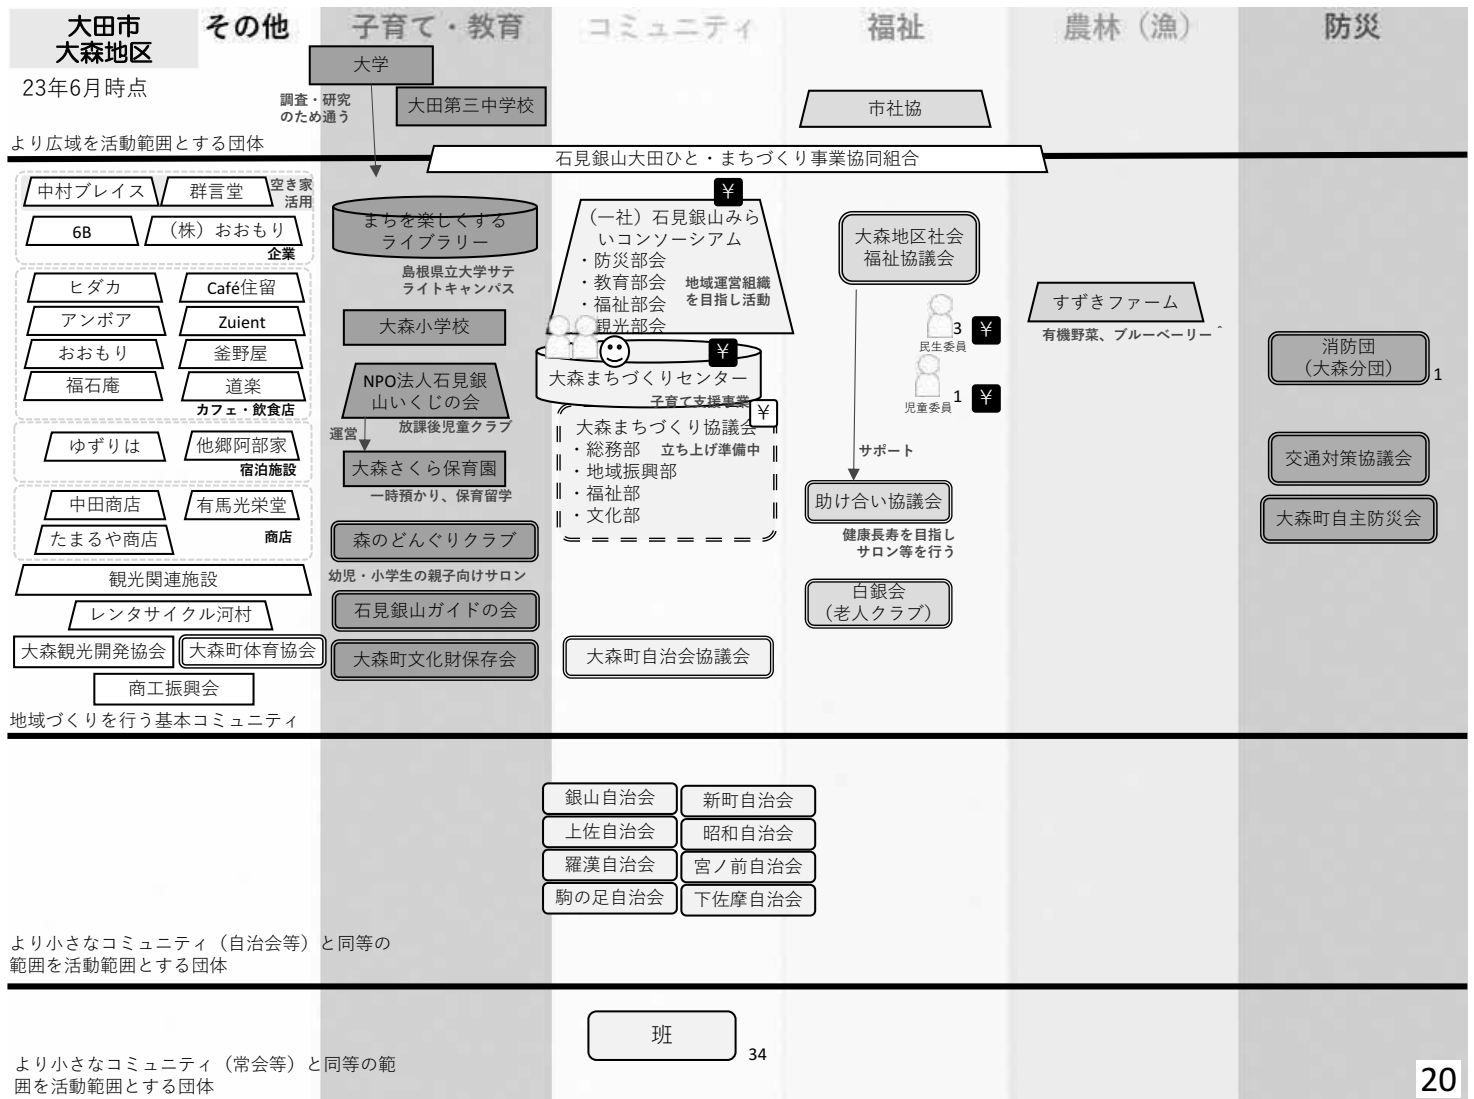 大田市
大森地区
その他
子育て・教育
コミュニティ
福祉
農林（漁）
防災
23年6月時点
大学
調査・研究
のため通う
大田第三中学校
市社協
より広域を活動範囲とする団体
石見銀山大田ひと・まちづくり事業協同組合
中村ブレイス
群言堂
空き家
活用
6B
（株）おおもり
企業
ヒダカ
Café住留
アンボア
Zuient
おおもり
釜野屋
福石庵
道楽
カフェ・飲食店
ゆずりは
他郷阿部家
宿泊施設
中田商店
有馬光栄堂
たまるや商店
商店
観光関連施設
レンタサイクル河村
大森観光開発協会
大森町体育協会
商工振興会
地域づくりを行う基本コミュニティ
まちを楽しくする
ライブラリー
島根県立大学サテ
ライトキャンパス
大森小学校
NPO法人石見銀
山いくじの会
放課後児童クラブ
運営
大森さくら保育園
一時預かり、保育留学
森のどんぐりクラブ
幼児・小学生の親子向けサロン
石見銀山ガイドの会
大森町文化財保存会
¥
（一社）石見銀山みら
いコンソーシアム
・防災部会
・教育部会
・福祉部会
・観光部会
地域運営組織
を目指し活動
¥
大森まちづくりセンター
子育て支援事業
¥
大森まちづくり協議会
・総務部
立ち上げ準備中
・地域振興部
・福祉部
・文化部
大森町自治会協議会
大森地区社会
福祉協議会
3
¥
民生委員
1
¥
児童委員
サポート
助け合い協議会
健康長寿を目指し
サロン等を行う
白銀会
（老人クラブ）
すずきファーム
有機野菜、ブルーベリー
消防団
（大森分団）
1
交通対策協議会
大森町自主防災会
銀山自治会
新町自治会
上佐自治会
昭和自治会
羅漢自治会
宮ノ前自治会
駒の足自治会
下佐摩自治会
より小さなコミュニティ（自治会等）と同等の
範囲を活動範囲とする団体
班
34
より小さなコミュニティ（常会等）と同等の範
囲を活動範囲とする団体
20